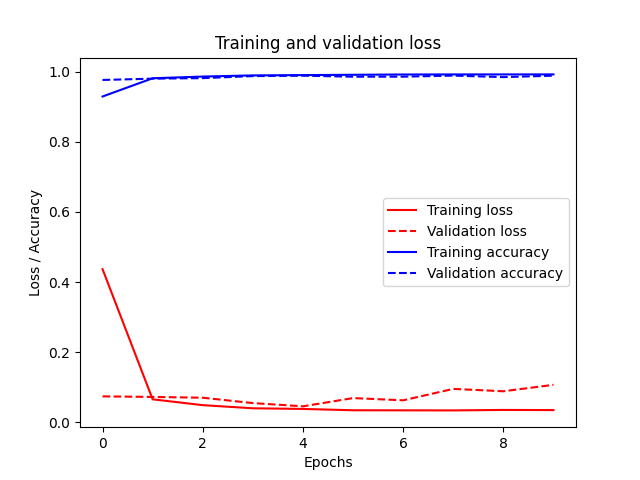 Training and validation loss
1.0
0.8
0.6
0.4
0.2
0.0
Loss / Accuracy
Training loss
Validation loss
Training accuracy
Validation accuracy
0 2 4 6 8
Epochs